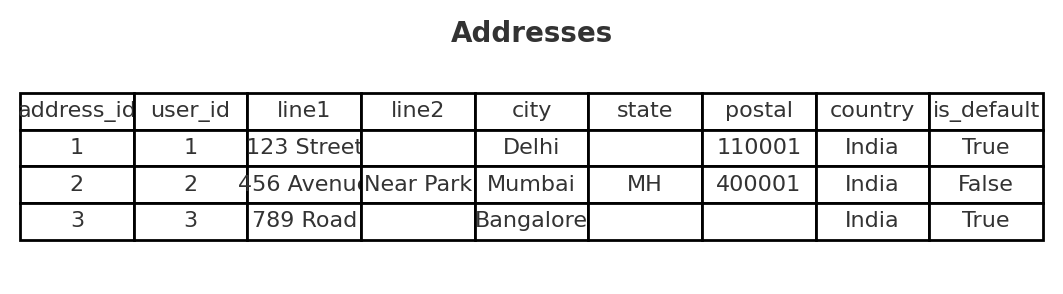 Addresses
address_id user_id line1 line2 city state postal country is_default
1 1 123 Street Delhi 110001 India True
2 2 456 Avenue Near Park Mumbai MH 400001 India False
3 3 789 Road Bangalore India True